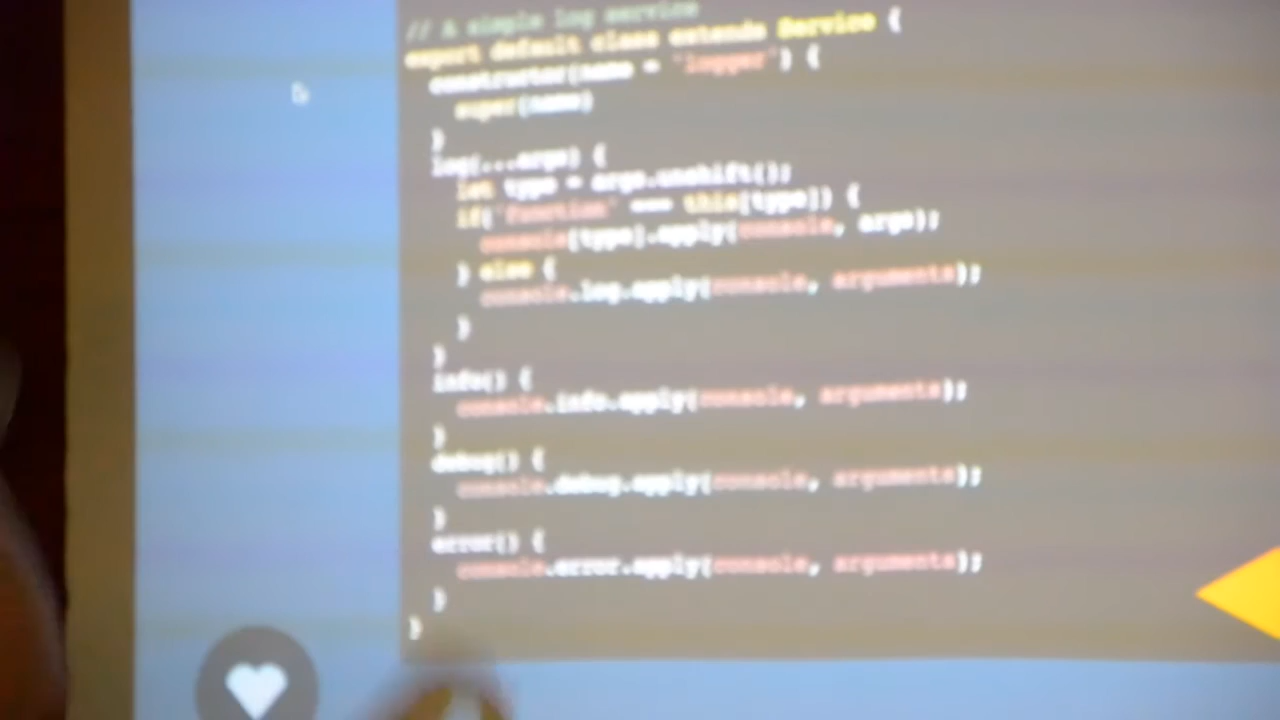 // A simple log service
export default class extends Service {
constructor(name = 'logger') {
super(name)
}
log(...args) {
let type = args.unshift();
if('function' === this[type]) {
console[type].apply(console, args);
} else {
console.log.apply(console, arguments);
}
}
info() {
console.info.apply(console, arguments);
}
debug() {
console.debug.apply(console, arguments);
}
error() {
console.error.apply(console, arguments);
}
}